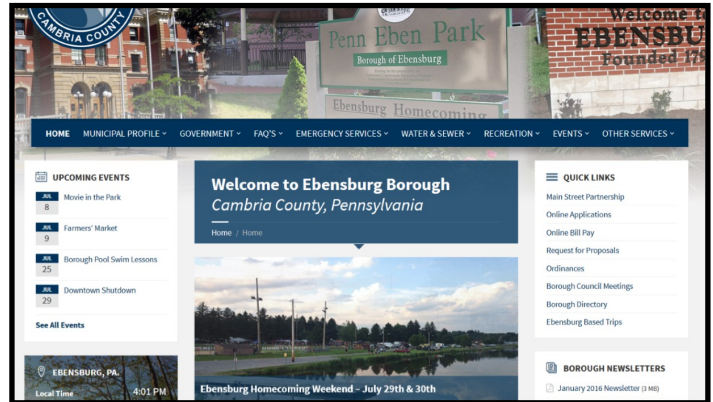 CAMBRIA COUNTY
Penn Eben Park
Borough of Ebensburg
Ebensburg Homecoming
Welcome
EBENSBU
Founded 179
HOME MUNICIPAL PROFILE GOVERNMENT FAQ'S EMERGENCY SERVICES WATER & SEWER RECREATION EVENTS OTHER SERVICES
UPCOMING EVENTS
JUL 8 Movie in the Park
JUL 9 Farmers' Market
JUL 25 Borough Pool Swim Lessons
JUL 29 Downtown Shutdown
See All Events
EBENSBURG, PA.
Local Time 4:01 PM
Welcome to Ebensburg Borough
Cambria County, Pennsylvania
Home / Home
Ebensburg Homecoming Weekend – July 29th & 30th
QUICK LINKS
Main Street Partnership
Online Applications
Online Bill Pay
Request for Proposals
Ordinances
Borough Council Meetings
Borough Directory
Ebensburg Based Trips
BOROUGH NEWSLETTERS
January 2016 Newsletter (3 MB)